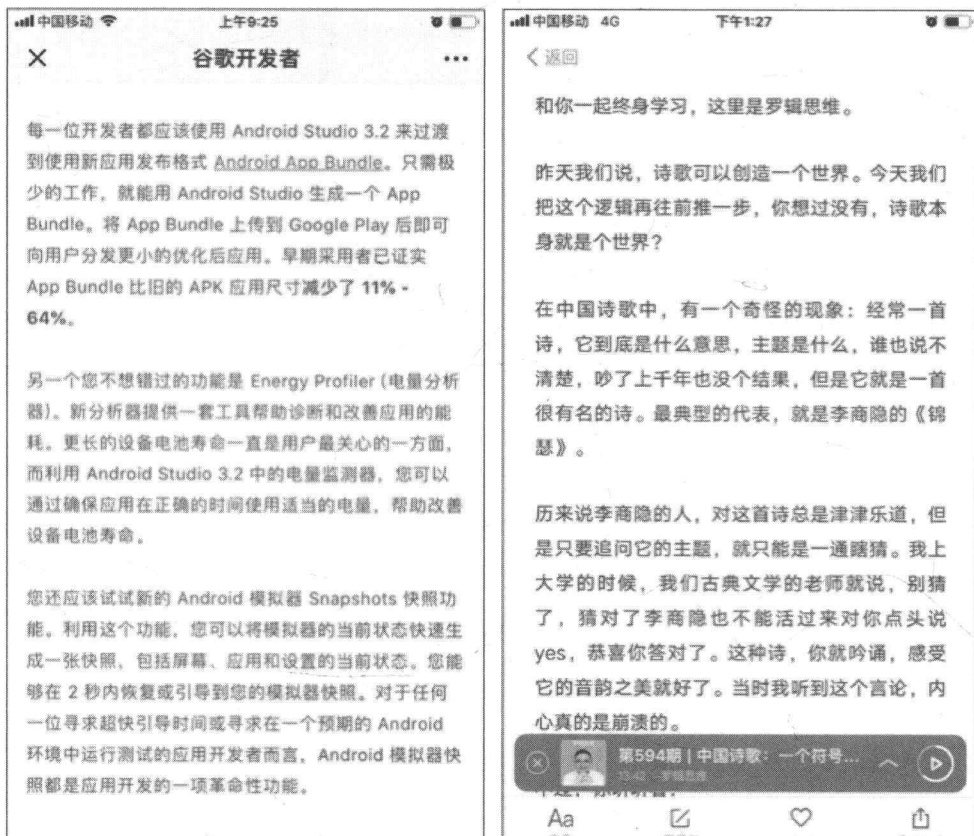 中国移动
上午9:25
谷歌开发者
每一位开发者都应该使用 Android Studio 3.2 来过渡
到使用新应用发布格式 Android App Bundle。只需极
少的工作，就能用 Android Studio 生成一个 App
Bundle。将 App Bundle 上传到 Google Play 后即可
向用户分发更小的优化后应用。早期采用者已证实
App Bundle 比旧的 APK 应用尺寸减少了 11% -
64%。
另一个您不想错过的功能是 Energy Profiler (电量分析
器)。新分析器提供一套工具帮助诊断和改善应用的能
耗。更长的设备电池寿命一直是用户最关心的一方面，
而利用 Android Studio 3.2 中的电量监测器，您可以
通过确保应用在正确的时间使用适当的电量，帮助改善
设备电池寿命。
您还应该试试新的 Android 模拟器 Snapshots 快照功
能。利用这个功能，您可以将模拟器的当前状态快速生
成一张快照，包括屏幕、应用和设置的当前状态。您能
够在 2 秒内恢复或引导到您的模拟器快照。对于任何
一位寻求超快引导时间或寻求在一个预期的 Android
环境中运行测试的应用开发者而言，Android 模拟器快
照都是应用开发的一项革命性功能。
中国移动 4G
下午1:27
返回
和你一起终身学习，这里是罗辑思维。
昨天我们说，诗歌可以创造一个世界。今天我们
把这个逻辑再往前推一步，你想过没有，诗歌本
身就是个世界？
在中国诗歌中，有一个奇怪的现象：经常一首
诗，它到底是什么意思，主题是什么，谁也说不
清楚，吵了上千年也没个结果，但是它就是一首
很有名的诗。最典型的代表，就是李商隐的《锦
瑟》。
历来说李商隐的人，对这首诗总是津津乐道，但
是只要追问它的主题，就只能是一通瞎猜。我上
大学的时候，我们古典文学的老师就说，别猜
了，猜对了李商隐也不能活过来对你点头说
yes，恭喜你答对了。这种诗，你就吟诵，感受
它的音韵之美就好了。当时我听到这个言论，内
心真的是崩溃的。
第594期 | 中国诗歌：一个符号...
Aa